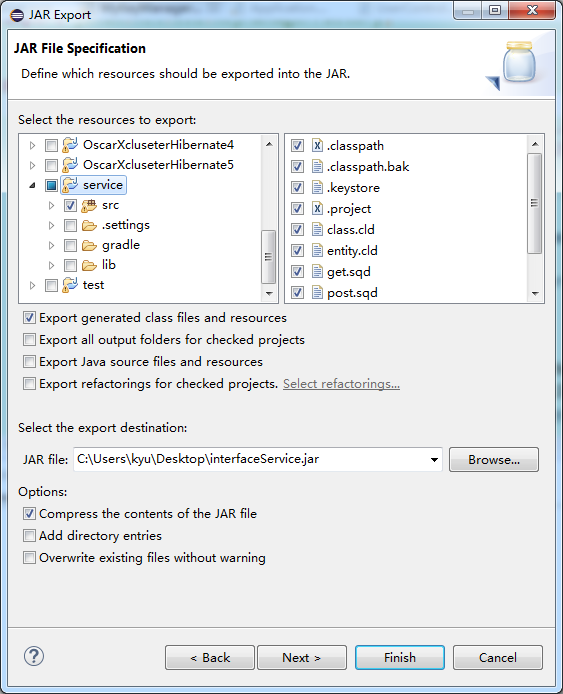 JAR Export
JAR File Specification
Define which resources should be exported into the JAR.
Select the resources to export:
OscarXcluseterHibernate4
OscarXcluseterHibernate5
service
src
.settings
gradle
lib
test
.classpath
.classpath.bak
.keystore
.project
class.cld
entity.cld
get.sqd
post.sqd
Export generated class files and resources
Export all output folders for checked projects
Export Java source files and resources
Export refactorings for checked projects. Select refactorings...
Select the export destination:
JAR file: C:\Users\kyu\Desktop\interfaceService.jar Browse...
Options:
Compress the contents of the JAR file
Add directory entries
Overwrite existing files without warning
? < Back Next > Finish Cancel